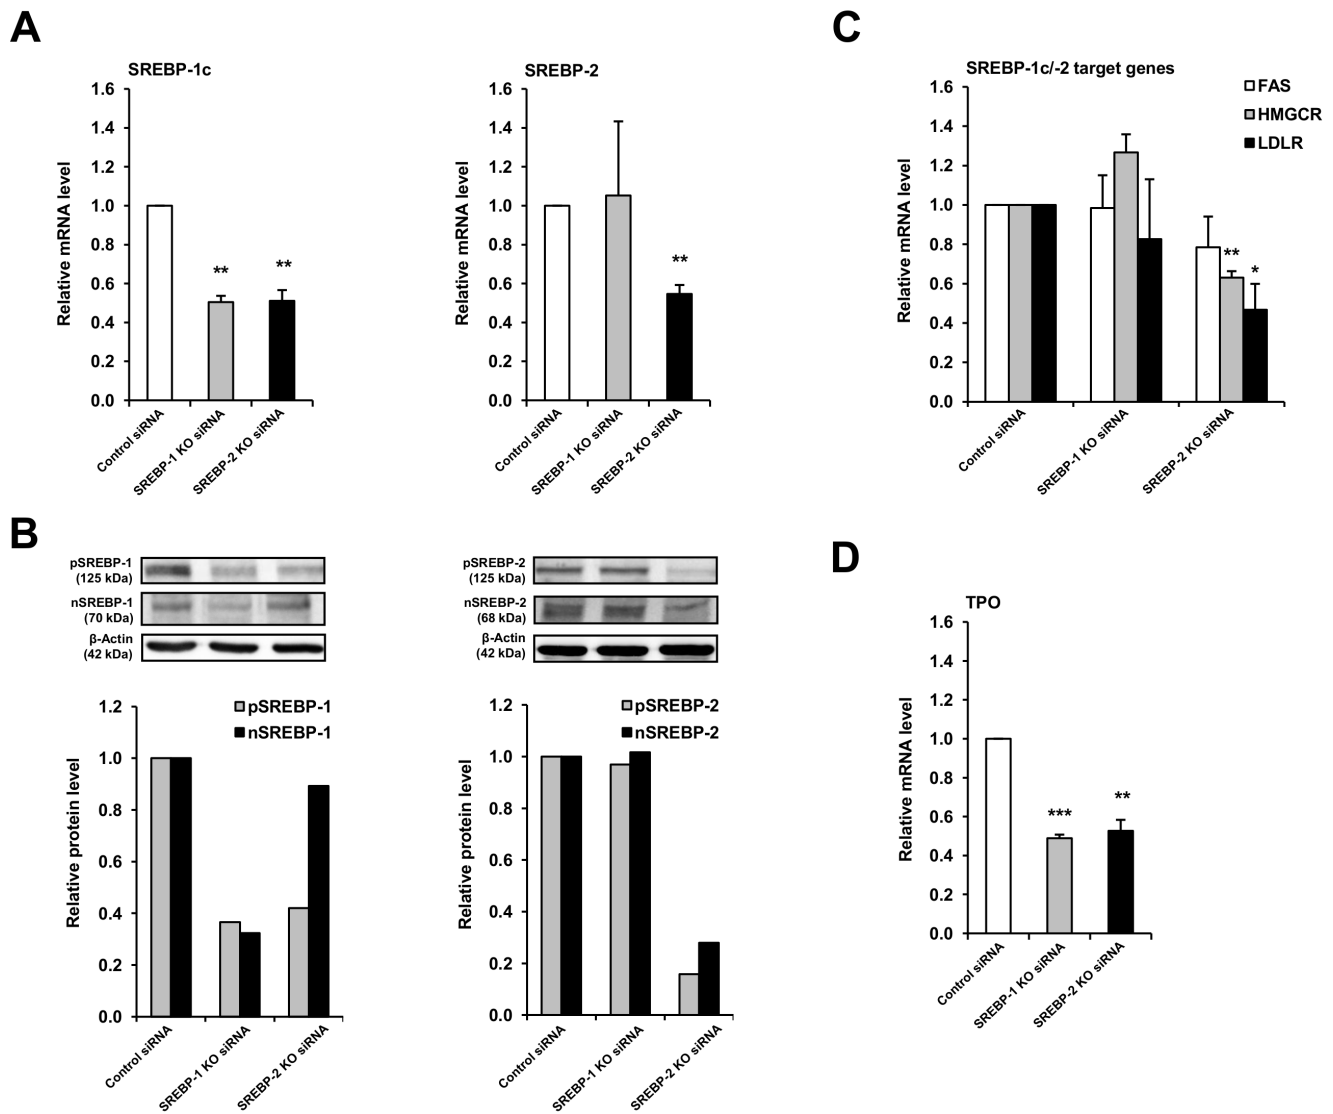 A
SREBP-1c
1.6
1.4
1.2
1.0
0.8
0.6
0.4
0.2
0.0
Relative mRNA level
**
**
Control siRNA
SREBP-1 KO siRNA
SREBP-2 KO siRNA
SREBP-2
1.6
1.4
1.2
1.0
0.8
0.6
0.4
0.2
0.0
Relative mRNA level
**
Control siRNA
SREBP-1 KO siRNA
SREBP-2 KO siRNA
B
pSREBP-1
(125 kDa)
nSREBP-1
(70 kDa)
β-Actin
(42 kDa)
1.2
1.0
0.8
0.6
0.4
0.2
0.0
Relative protein level
pSREBP-1
nSREBP-1
Control siRNA
SREBP-1 KO siRNA
SREBP-2 KO siRNA
pSREBP-2
(125 kDa)
nSREBP-2
(68 kDa)
β-Actin
(42 kDa)
1.2
1.0
0.8
0.6
0.4
0.2
0.0
Relative protein level
pSREBP-2
nSREBP-2
Control siRNA
SREBP-1 KO siRNA
SREBP-2 KO siRNA
C
SREBP-1c/-2 target genes
1.6
1.4
1.2
1.0
0.8
0.6
0.4
0.2
0.0
Relative mRNA level
FAS
HMGCR
LDLR
**
*
Control siRNA
SREBP-1 KO siRNA
SREBP-2 KO siRNA
D
TPO
1.6
1.4
1.2
1.0
0.8
0.6
0.4
0.2
0.0
Relative mRNA level
***
**
Control siRNA
SREBP-1 KO siRNA
SREBP-2 KO siRNA